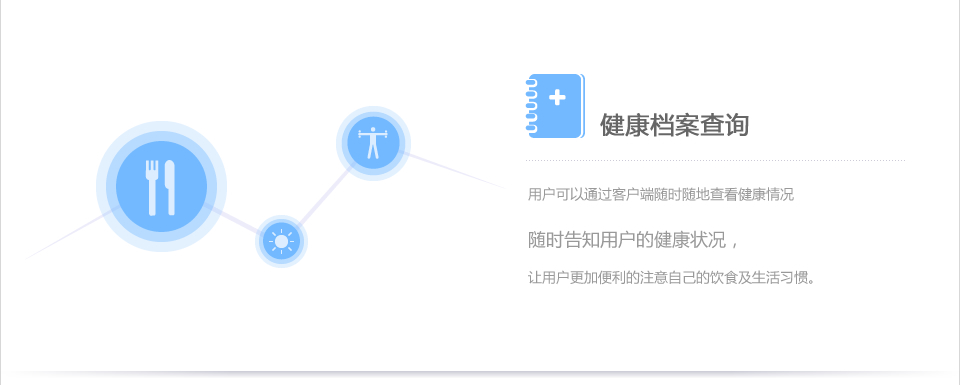 健康档案查询
用户可以通过客户端随时随地查看健康情况
随时告知用户的健康状况，
让用户更加便利的注意自己的饮食及生活习惯。